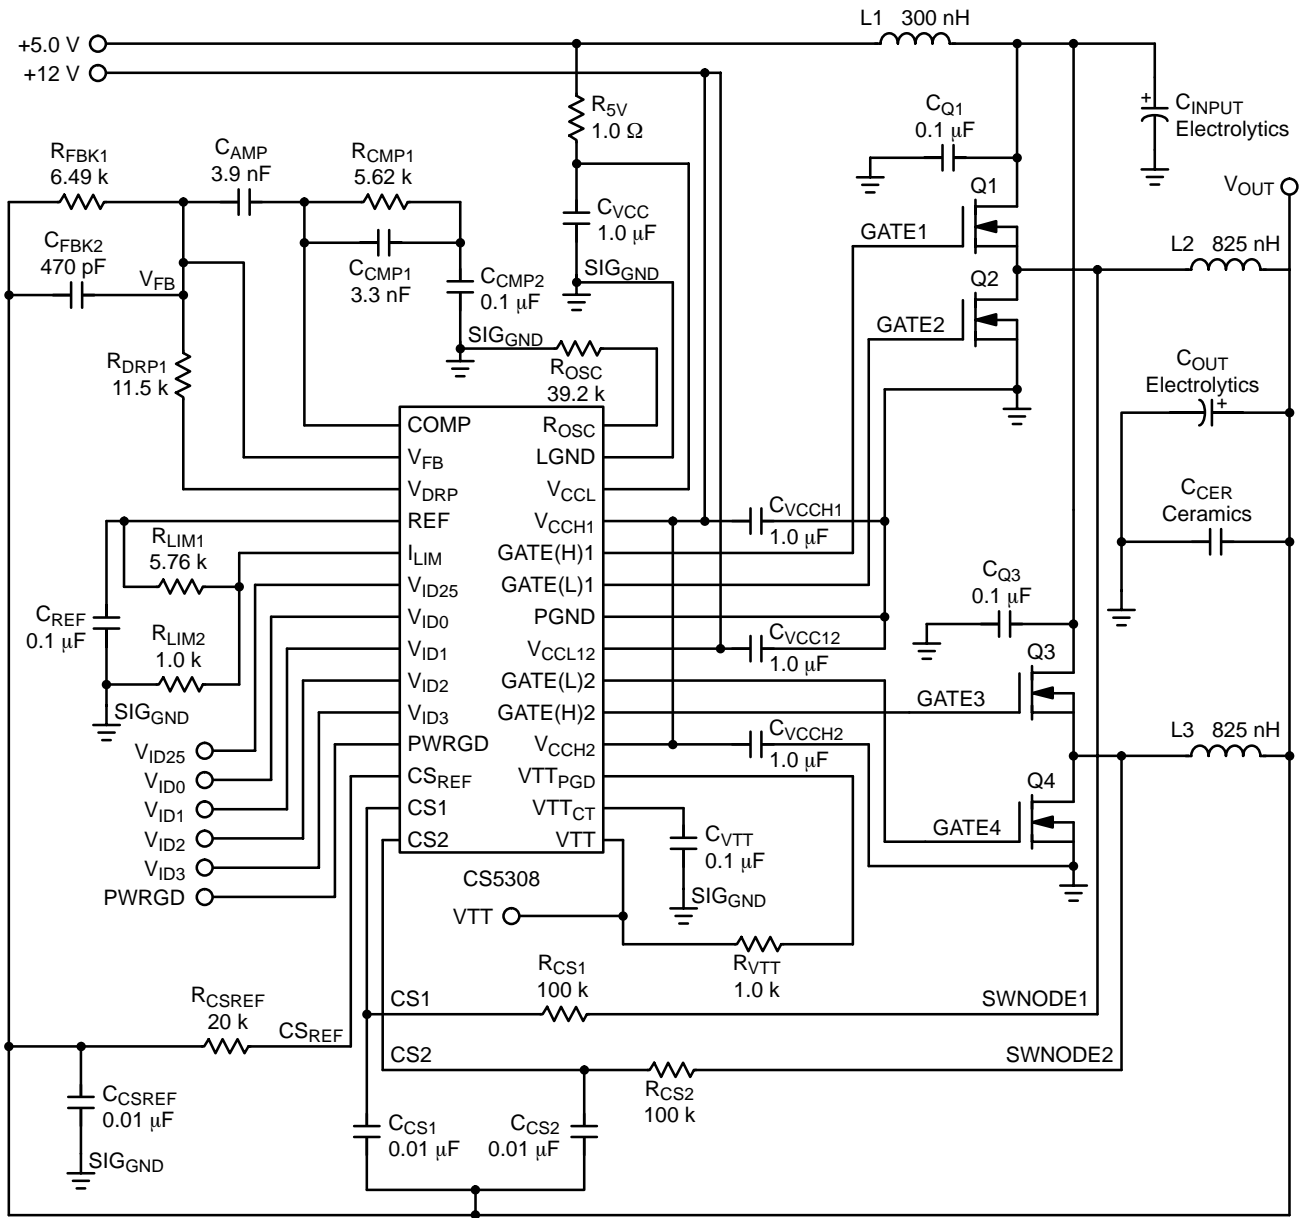 L1 300 nH
+5.0 V
+12 V
R5V
1.0 Ω
CQ1
0.1 μF
CINPUT
Electrolytics
RFBK1
6.49 k
CAMP
3.9 nF
RCMP1
5.62 k
Q1
VOUT
CFBK2
470 pF
VFB
CVCC
1.0 μF
GATE1
L2 825 nH
CCMP1
3.3 nF
CCMP2
0.1 μF
SIGGND
Q2
GATE2
SIGGND
RDRP1
11.5 k
ROSC
39.2 k
COUT
Electrolytics
COMP
ROSC
VFB
LGND
VDRP
VCCL
CCER
Ceramics
REF
VCCH1
CVCCH1
1.0 μF
RLIM1
5.76 k
ILIM
GATE(H)1
VID25
GATE(L)1
CQ3
0.1 μF
CREF
0.1 μF
VID0
PGND
RLIM2
1.0 k
VID1
VCCL12
CVCC12
1.0 μF
Q3
VID2
GATE(L)2
GATE3
SIGGND
VID3
GATE(H)2
L3 825 nH
VID25
PWRGD
VCCH2
CVCCH2
1.0 μF
VID0
CSREF
VTTPGD
Q4
VID1
CS1
VTTCT
GATE4
VID2
CS2
VTT
CVTT
0.1 μF
VID3
CS5308
PWRGD
SIGGND
VTT
RVTT
1.0 k
RCS1
100 k
CS1
SWNODE1
RCSREF
20 k
CSREF
CS2
SWNODE2
RCS2
100 k
CCSREF
0.01 μF
CCS1
0.01 μF
CCS2
0.01 μF
SIGGND